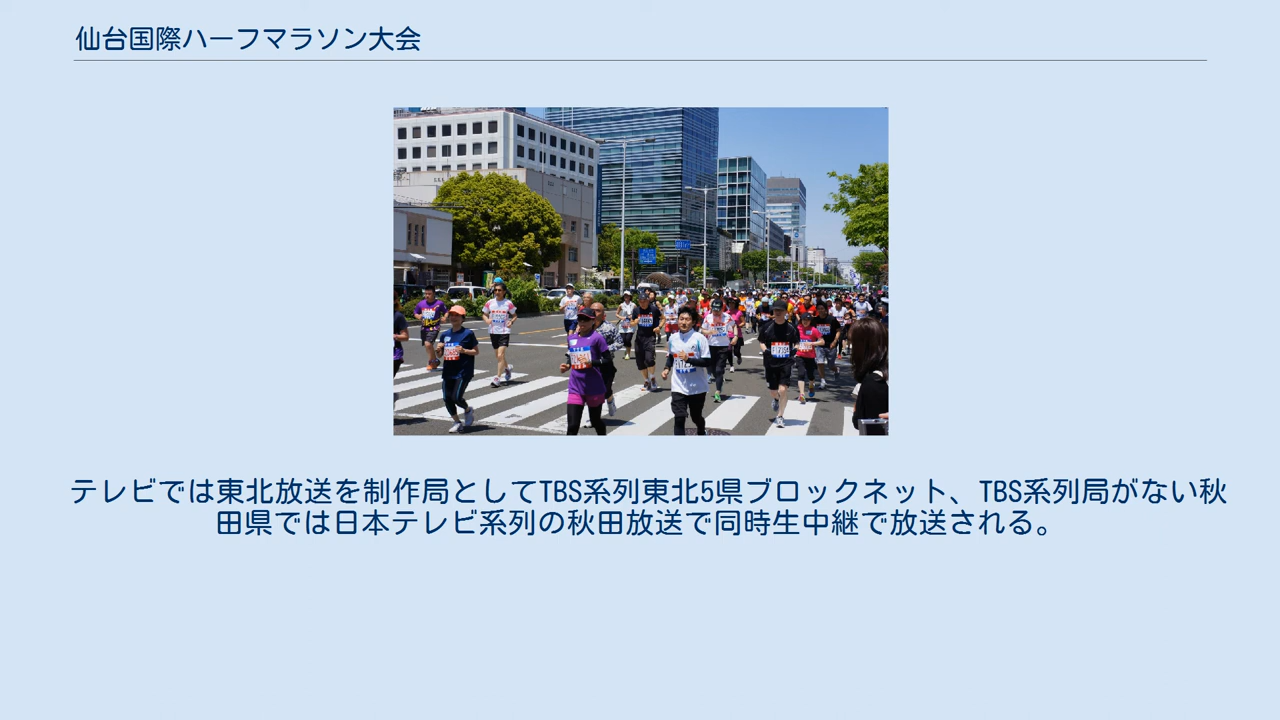 仙台国際ハーフマラソン大会
テレビでは東北放送を制作局としてTBS系列東北5県ブロックネット、TBS系列局がない秋
田県では日本テレビ系列の秋田放送で同時生中継で放送される。